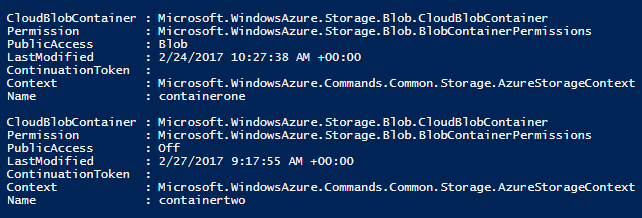 CloudBlobContainer : Microsoft.WindowsAzure.Storage.Blob.CloudBlobContainer
Permission : Microsoft.WindowsAzure.Storage.Blob.BlobContainerPermissions
PublicAccess : Blob
LastModified : 2/24/2017 10:27:38 AM +00:00
ContinuationToken :
Context : Microsoft.WindowsAzure.Commands.Common.Storage.AzureStorageContext
Name : containerone
CloudBlobContainer : Microsoft.WindowsAzure.Storage.Blob.CloudBlobContainer
Permission : Microsoft.WindowsAzure.Storage.Blob.BlobContainerPermissions
PublicAccess : Off
LastModified : 2/27/2017 9:17:55 AM +00:00
ContinuationToken :
Context : Microsoft.WindowsAzure.Commands.Common.Storage.AzureStorageContext
Name : containertwo